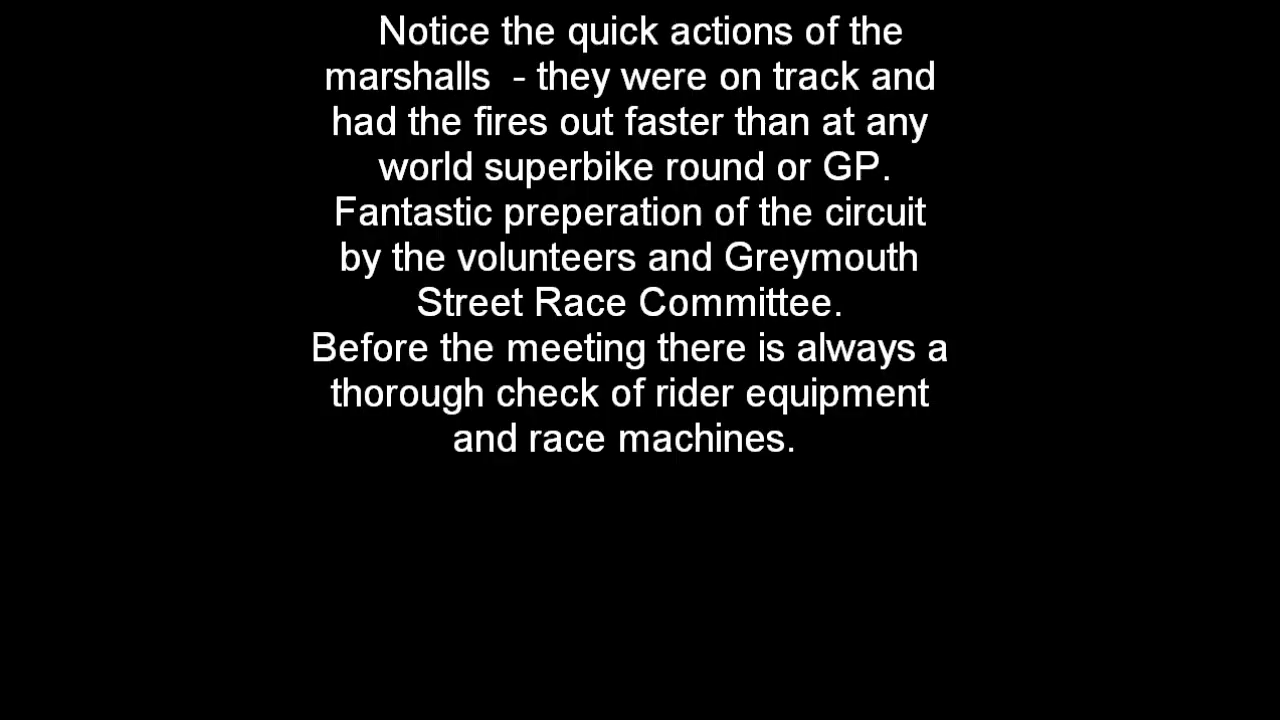 Notice the quick actions of the
marshalls - they were on track and
had the fires out faster than at any
world superbike round or GP.
Fantastic preperation of the circuit
by the volunteers and Greymouth
Street Race Committee.
Before the meeting there is always a
thorough check of rider equipment
and race machines.